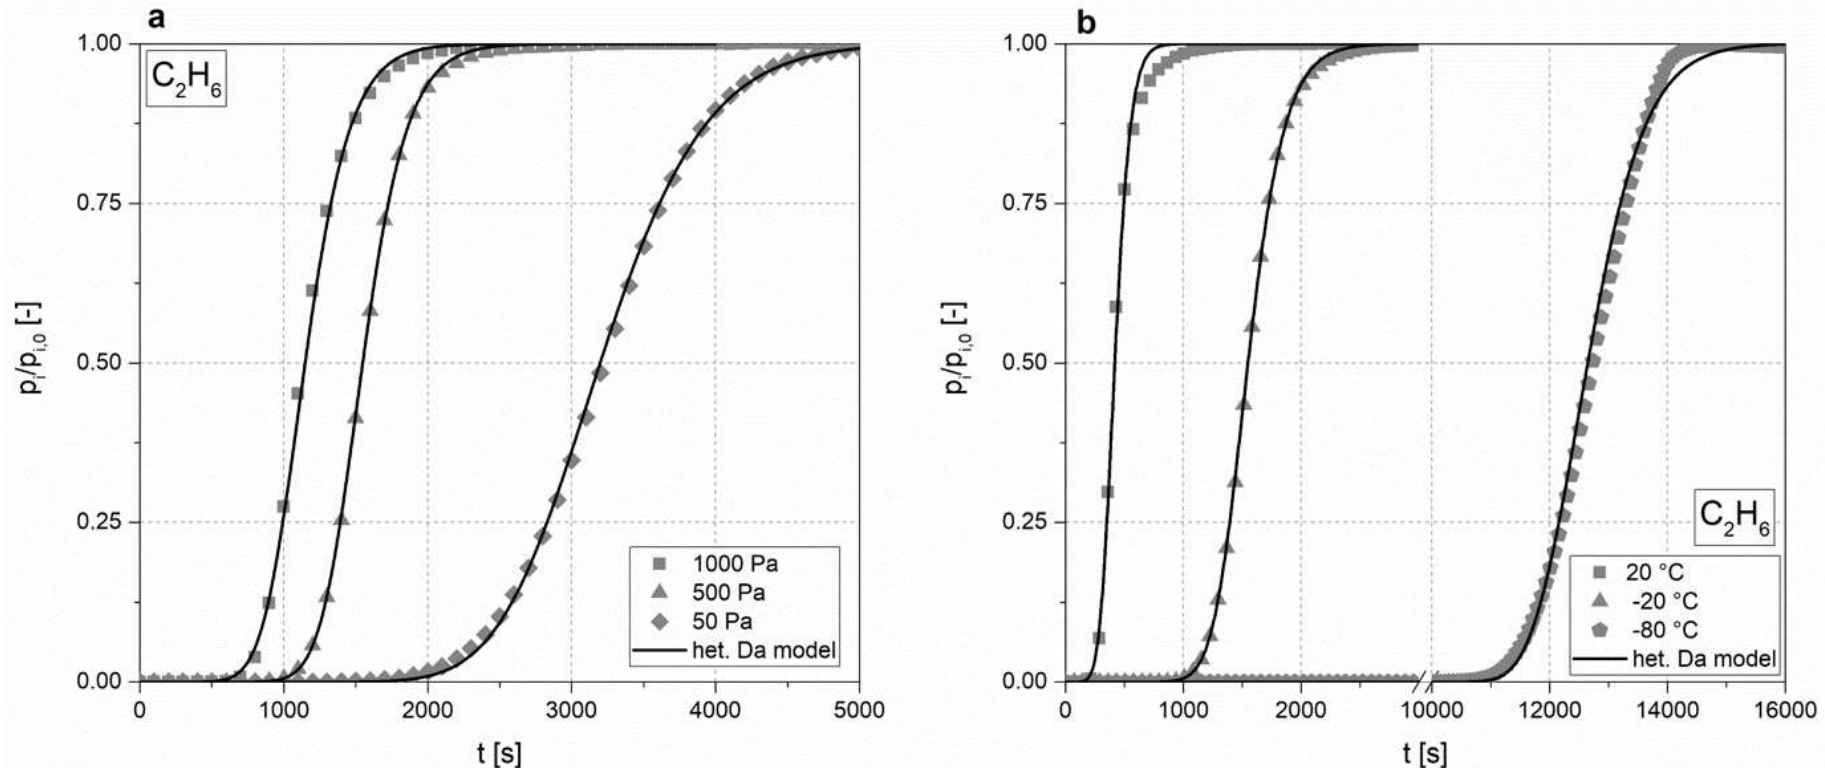 a
C₂H₆
1.00
0.75
0.50
0.25
0.00
pᵢ/pᵢ,₀ [-]
1000 Pa
500 Pa
50 Pa
het. Da model
0 1000 2000 3000 4000 5000
t [s]
b
1.00
0.75
0.50
0.25
0.00
pᵢ/pᵢ,₀ [-]
C₂H₆
20 °C
-20 °C
-80 °C
het. Da model
0 1000 2000 10000 12000 14000 16000
t [s]